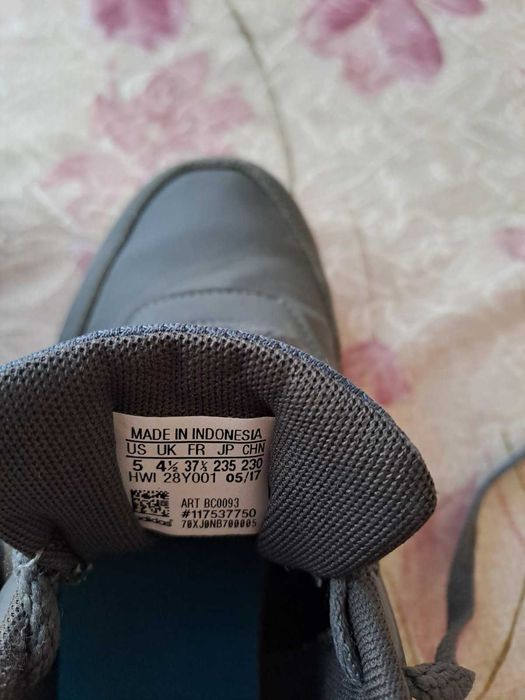 MADE IN INDONESIA
US UK FR JP CHN
5 4½ 37⅓ 235 230
HWI 28Y001 05/17
ART BC0093
#117537750
adidas 70XJ0NB700005